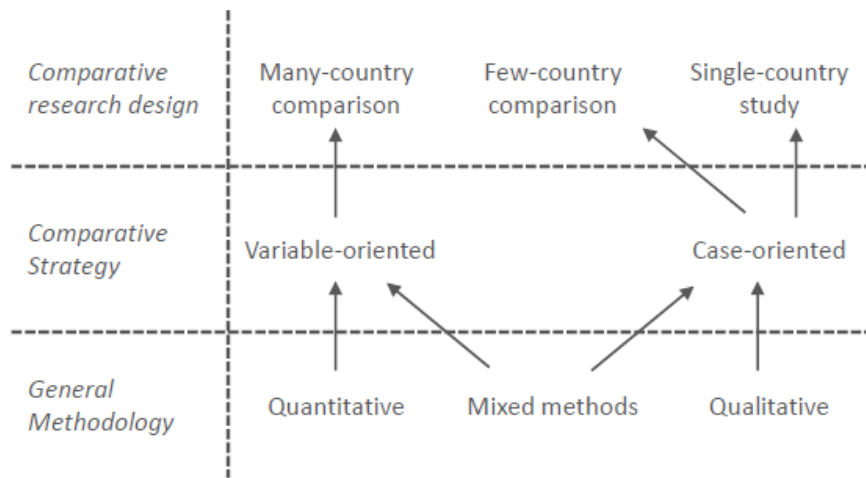 Comparative
research design
Many-country
comparison
Few-country
comparison
Single-country
study
Comparative
Strategy
Variable-oriented
Case-oriented
General
Methodology
Quantitative
Mixed methods
Qualitative